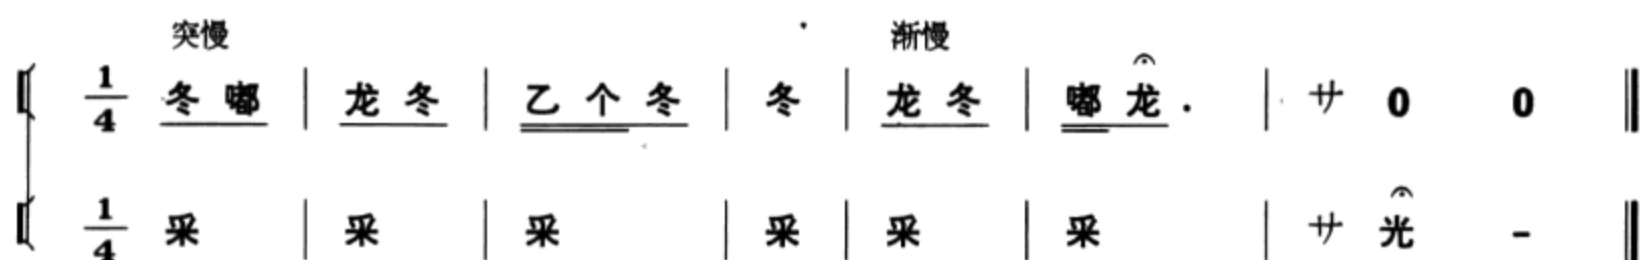 突慢 渐慢
1/4 冬 嘟 | 龙 冬 | 乙 个 冬 | 冬 | 龙 冬 | 嘟 龙 . | サ 0 0
1/4 采 | 采 | 采 | 采 | 采 | 采 | サ 光 -